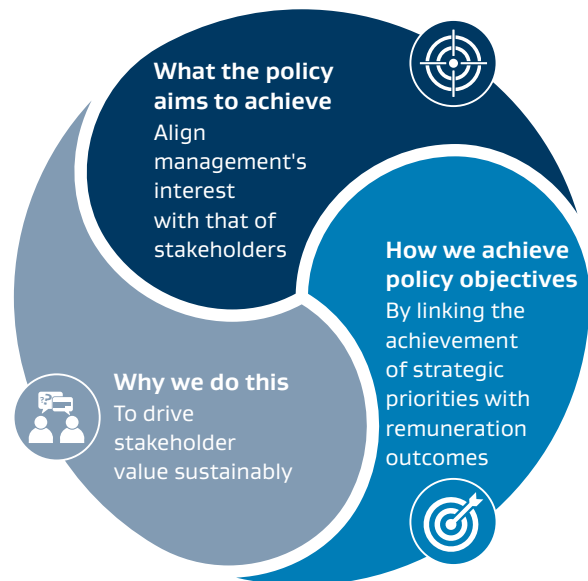 What the policy
aims to achieve
Align
management's
interest
with that of
stakeholders
How we achieve
policy objectives
By linking the
achievement
of strategic
priorities with
remuneration
outcomes
Why we do this
To drive
stakeholder
value sustainably